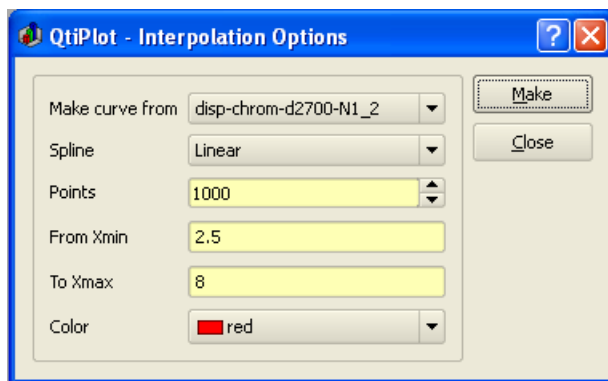 QtiPlot - Interpolation Options ?
Make curve from disp-chrom-d2700-N1_2 Make
Spline Linear Close
Points 1000
From Xmin 2.5
To Xmax 8
Color red